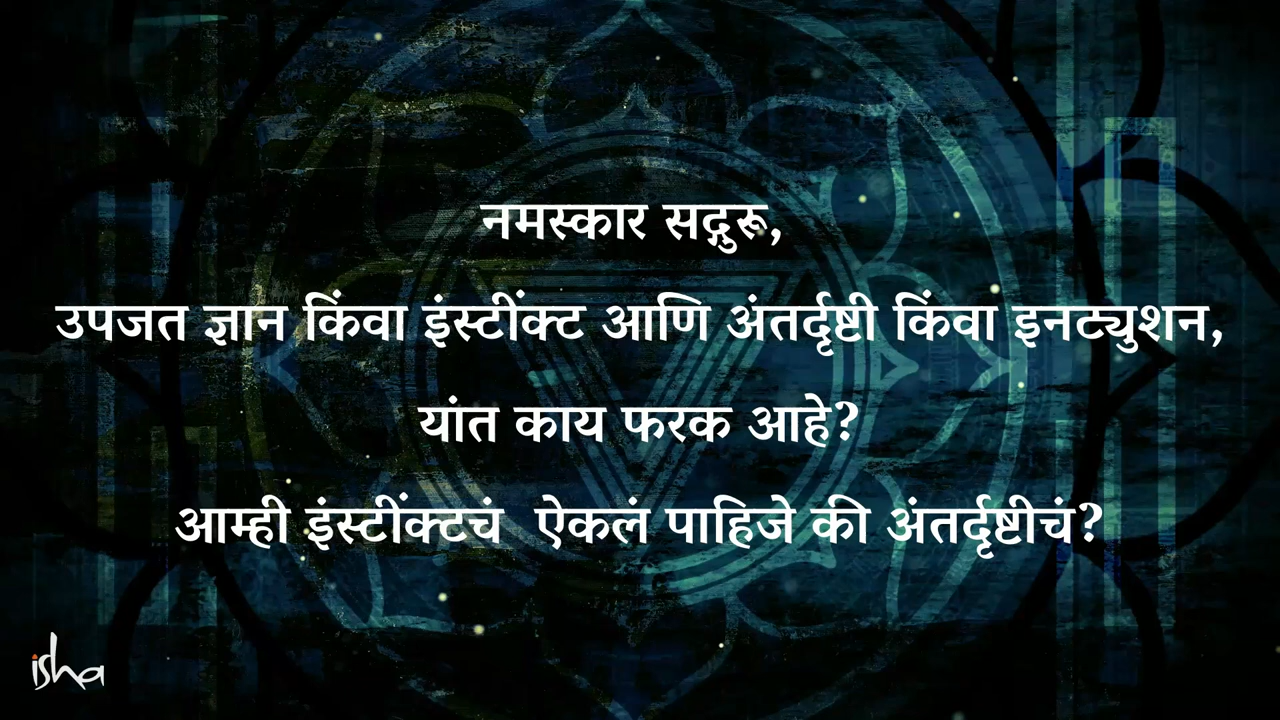 नमस्कार सद्गुरू,
उपजत ज्ञान किंवा इंस्टींक्ट आणि अंतर्दृष्टी किंवा इनट्युशन,
यांत काय फरक आहे?
आम्ही इंस्टींक्टचं ऐकलं पाहिजे की अंतर्दृष्टीचं?
isha